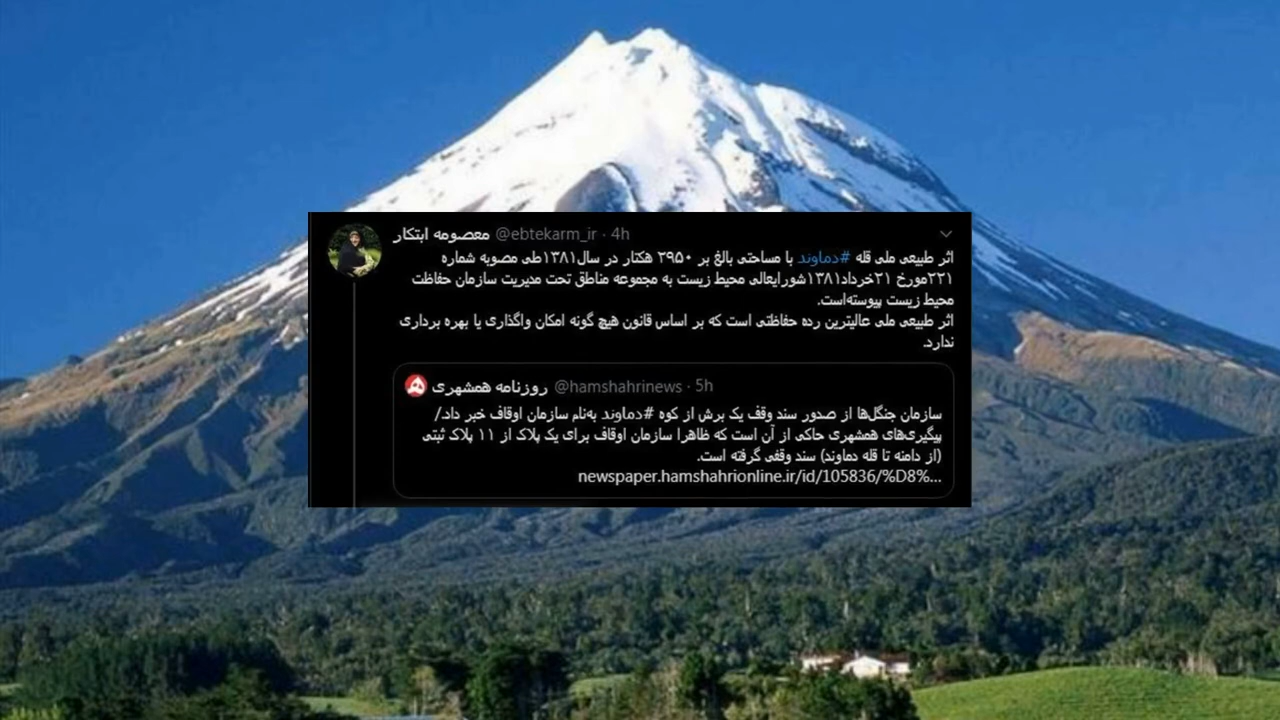 معصومه ابتکار @ebtekarm_ir · 4h
اثر طبیعی ملی قله #دماوند با مساحتی بالغ بر ۳۹۵۰ هکتار در سال۱۳۸۱طی مصوبه شماره
۲۲۱مورخ ۲۱خرداد۱۳۸۱شورایعالی محیط زیست به مجموعه مناطق تحت مدیریت سازمان حفاظت
محیط زیست پیوسته‌است.
اثر طبیعی ملی عالیترین رده حفاظتی است که بر اساس قانون هیچ گونه امکان واگذاری یا بهره برداری
ندارد.
روزنامه همشهری @hamshahrinews · 5h
سازمان جنگل‌ها از صدور سند وقف یک برش از کوه #دماوند به‌نام سازمان اوقاف خبر داد./
پیگیری‌های همشهری حاکی از آن است که ظاهرا سازمان اوقاف برای یک پلاک از ۱۱ پلاک ثبتی
(از دامنه تا قله دماوند) سند وقفی گرفته است.
newspaper.hamshahrionline.ir/id/105836/%D8%...